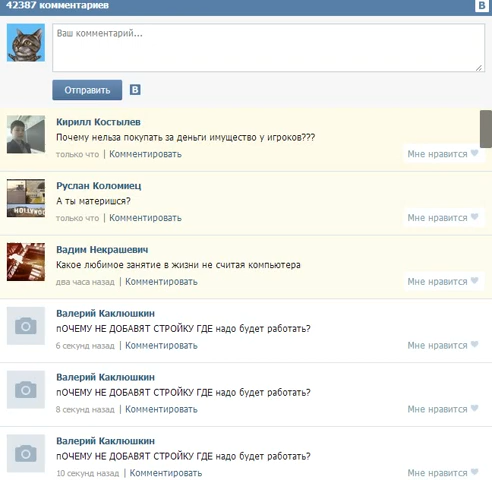 42387 комментариев
В
Ваш комментарий...
Отправить В
Кирилл Костылев
Почему нельза покупать за деньги имущество у игроков???
только что | Комментировать Мне нравится
Руслан Коломиец
HOLLYWOO
А ты материшься?
только что | Комментировать Мне нравится
Вадим Некрашевич
Какое любимое занятие в жизни не считая компьютера
два часа назад | Комментировать Мне нравится
Валерий Каклюшкин
пОЧЕМУ НЕ ДОБАВЯТ СТРОЙКУ ГДЕ надо будет работать?
6 секунд назад | Комментировать Мне нравится
Валерий Каклюшкин
пОЧЕМУ НЕ ДОБАВЯТ СТРОЙКУ ГДЕ надо будет работать?
8 секунд назад | Комментировать Мне нравится
Валерий Каклюшкин
пОЧЕМУ НЕ ДОБАВЯТ СТРОЙКУ ГДЕ надо будет работать?
10 секунд назад | Комментировать Мне нравится